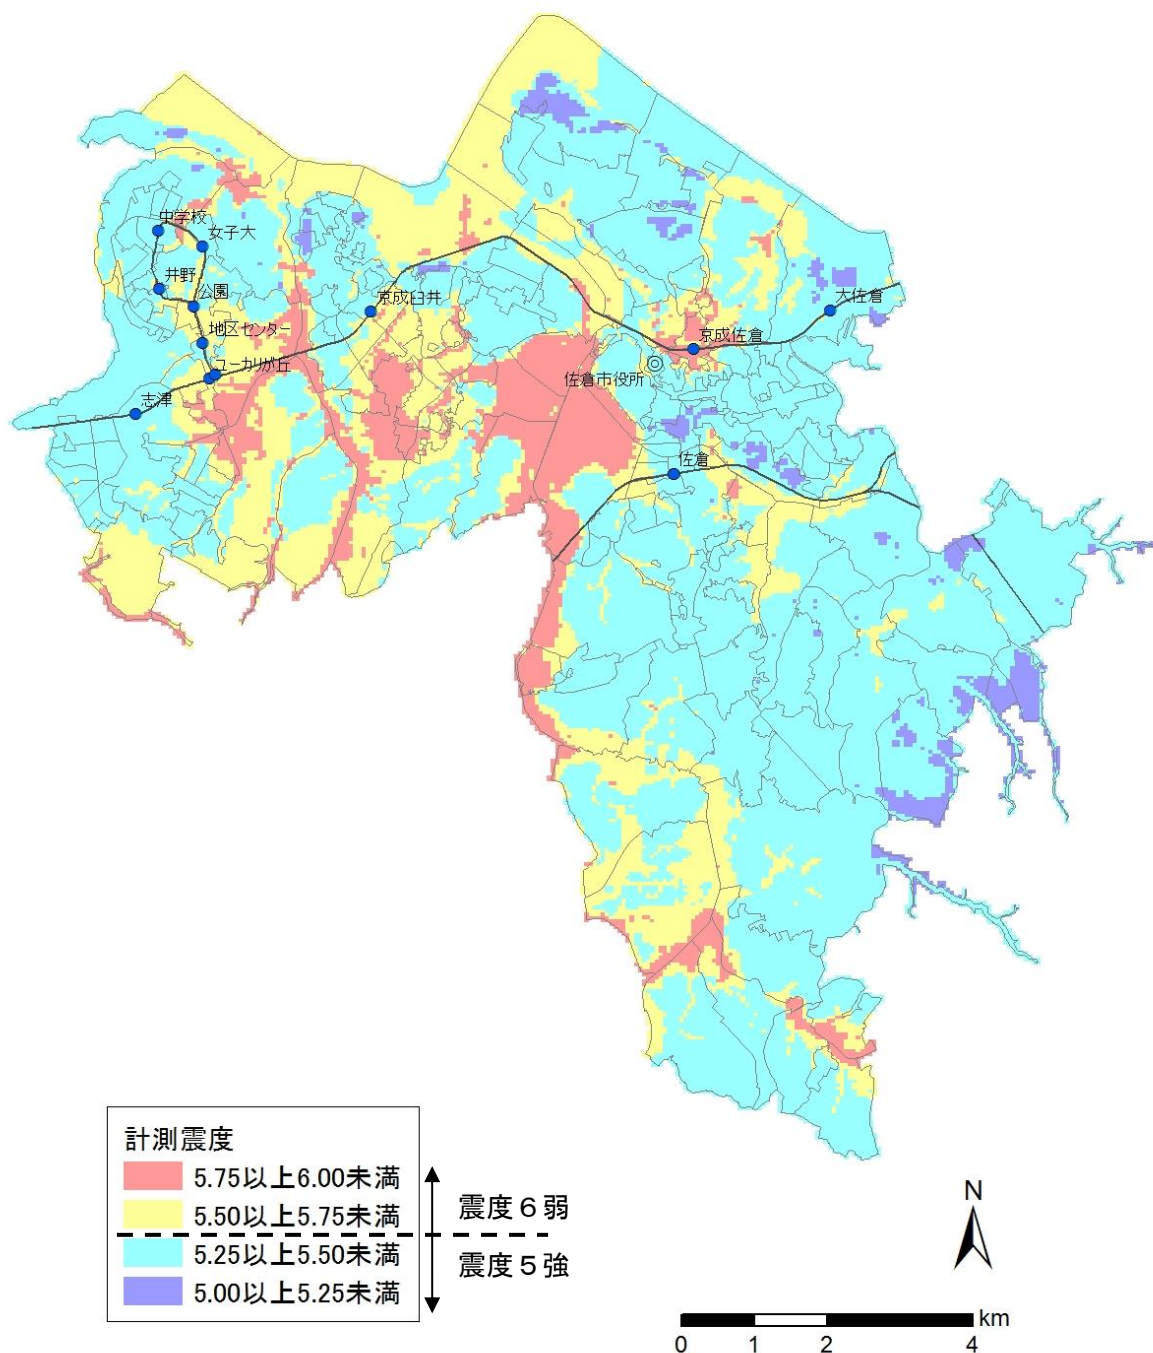 中学校
女子大
井野
公園
大佐倉
京成臼井
地区センター
京成佐倉
ユーカリが丘
佐倉市役所
志津
佐倉
計測震度
5.75以上6.00未満
5.50以上5.75未満
震度６弱
5.25以上5.50未満
震度５強
5.00以上5.25未満
N
km
0 1 2 4